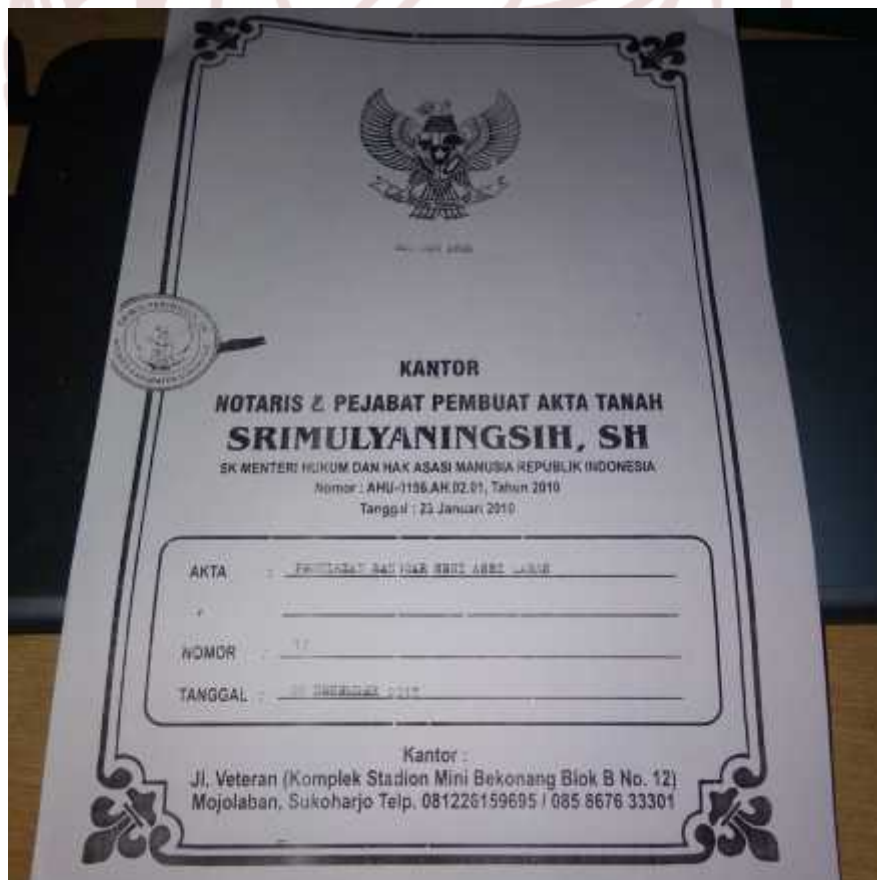 KANTOR
NOTARIS & PEJABAT PEMBUAT AKTA TANAH
SRIMULYANINGSIH, SH
SK MENTERI HUKUM DAN HAK ASASI MANUSIA REPUBLIK INDONESIA
Nomor : AHU-0156.AH.02.01, Tahun 2010
Tanggal : 23 Januari 2010
AKTA :
NOMOR :
TANGGAL :
Kantor :
Jl. Veteran (Komplek Stadion Mini Bekonang Blok B No. 12)
Mojolaban, Sukoharjo Telp. 081226159695 / 085 8676 33301